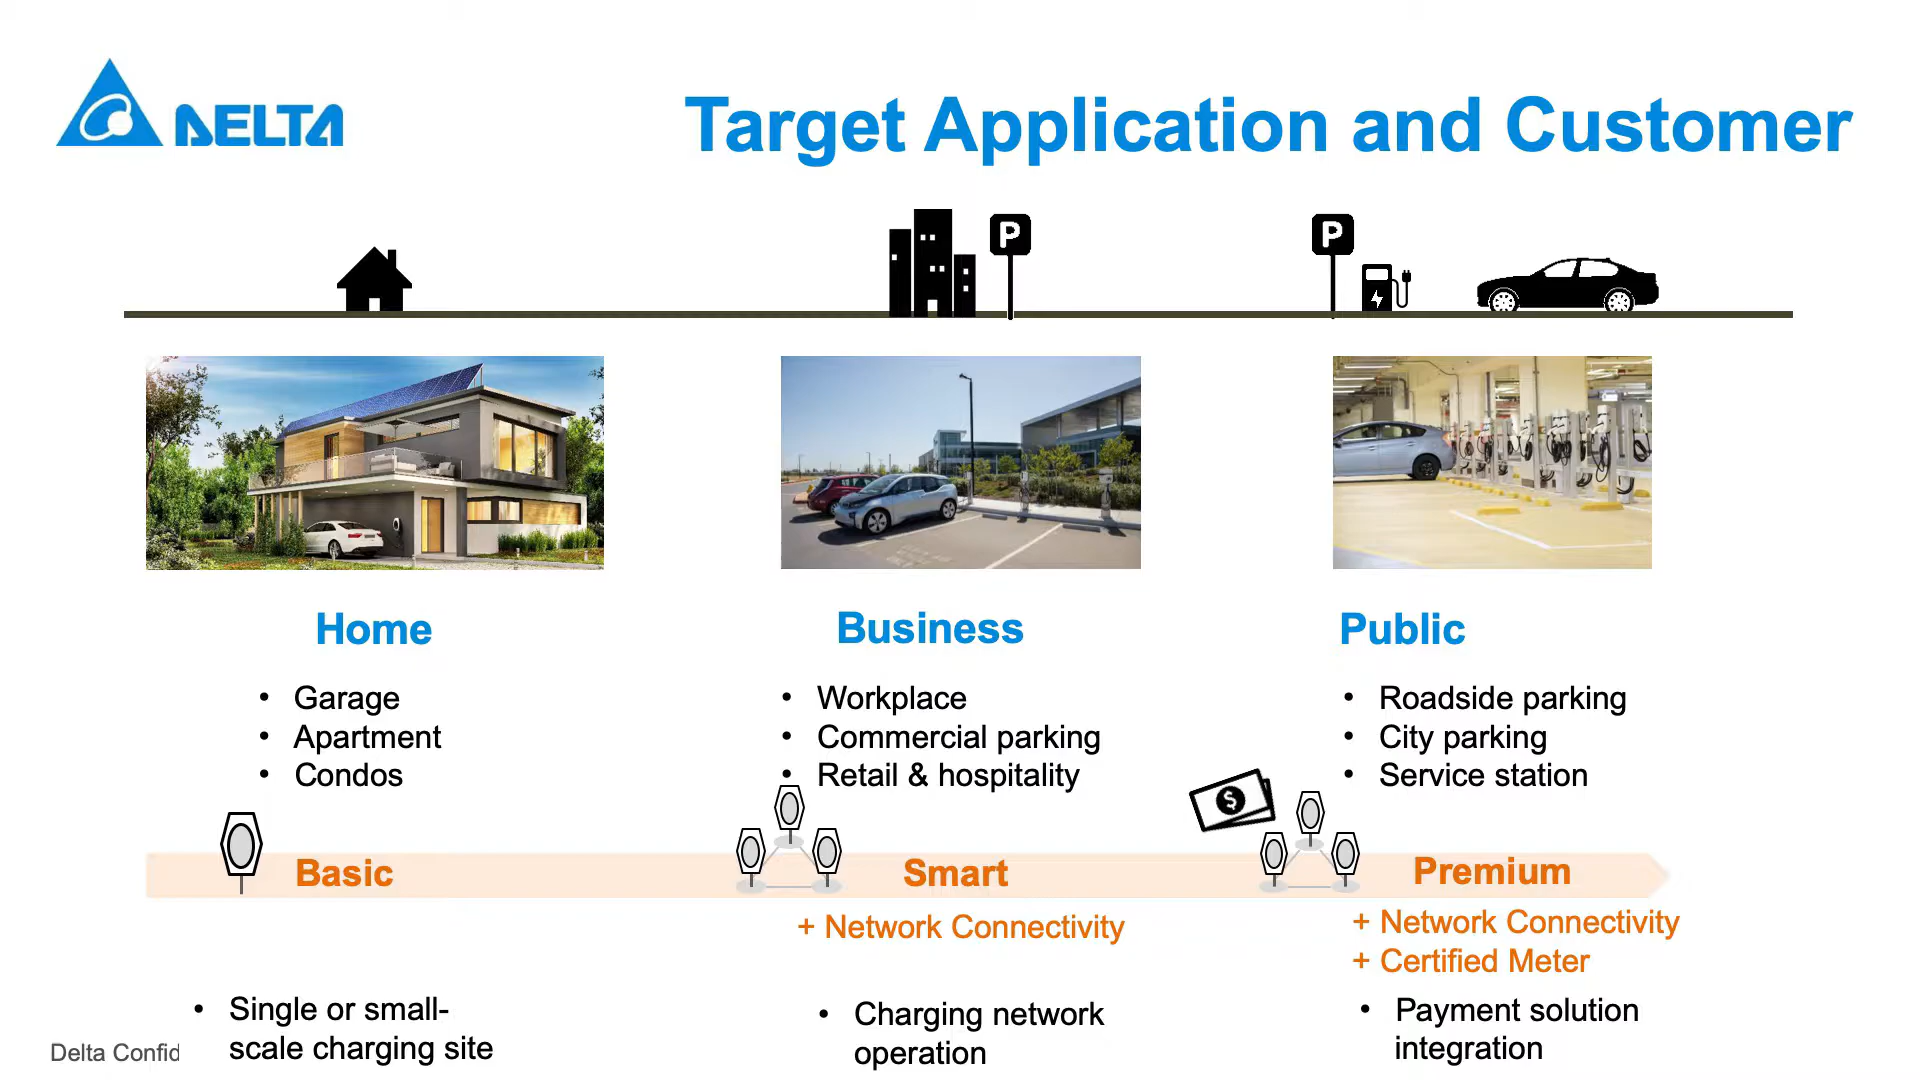 DELTA
Target Application and Customer
P
P
Home
Garage
Apartment
Condos
Business
Workplace
Commercial parking
Retail & hospitality
Public
Roadside parking
City parking
Service station
$
Basic
Smart
Premium
+ Network Connectivity
+ Network Connectivity
+ Certified Meter
Single or small-
scale charging site
Charging network
operation
Payment solution
integration
Delta Confid